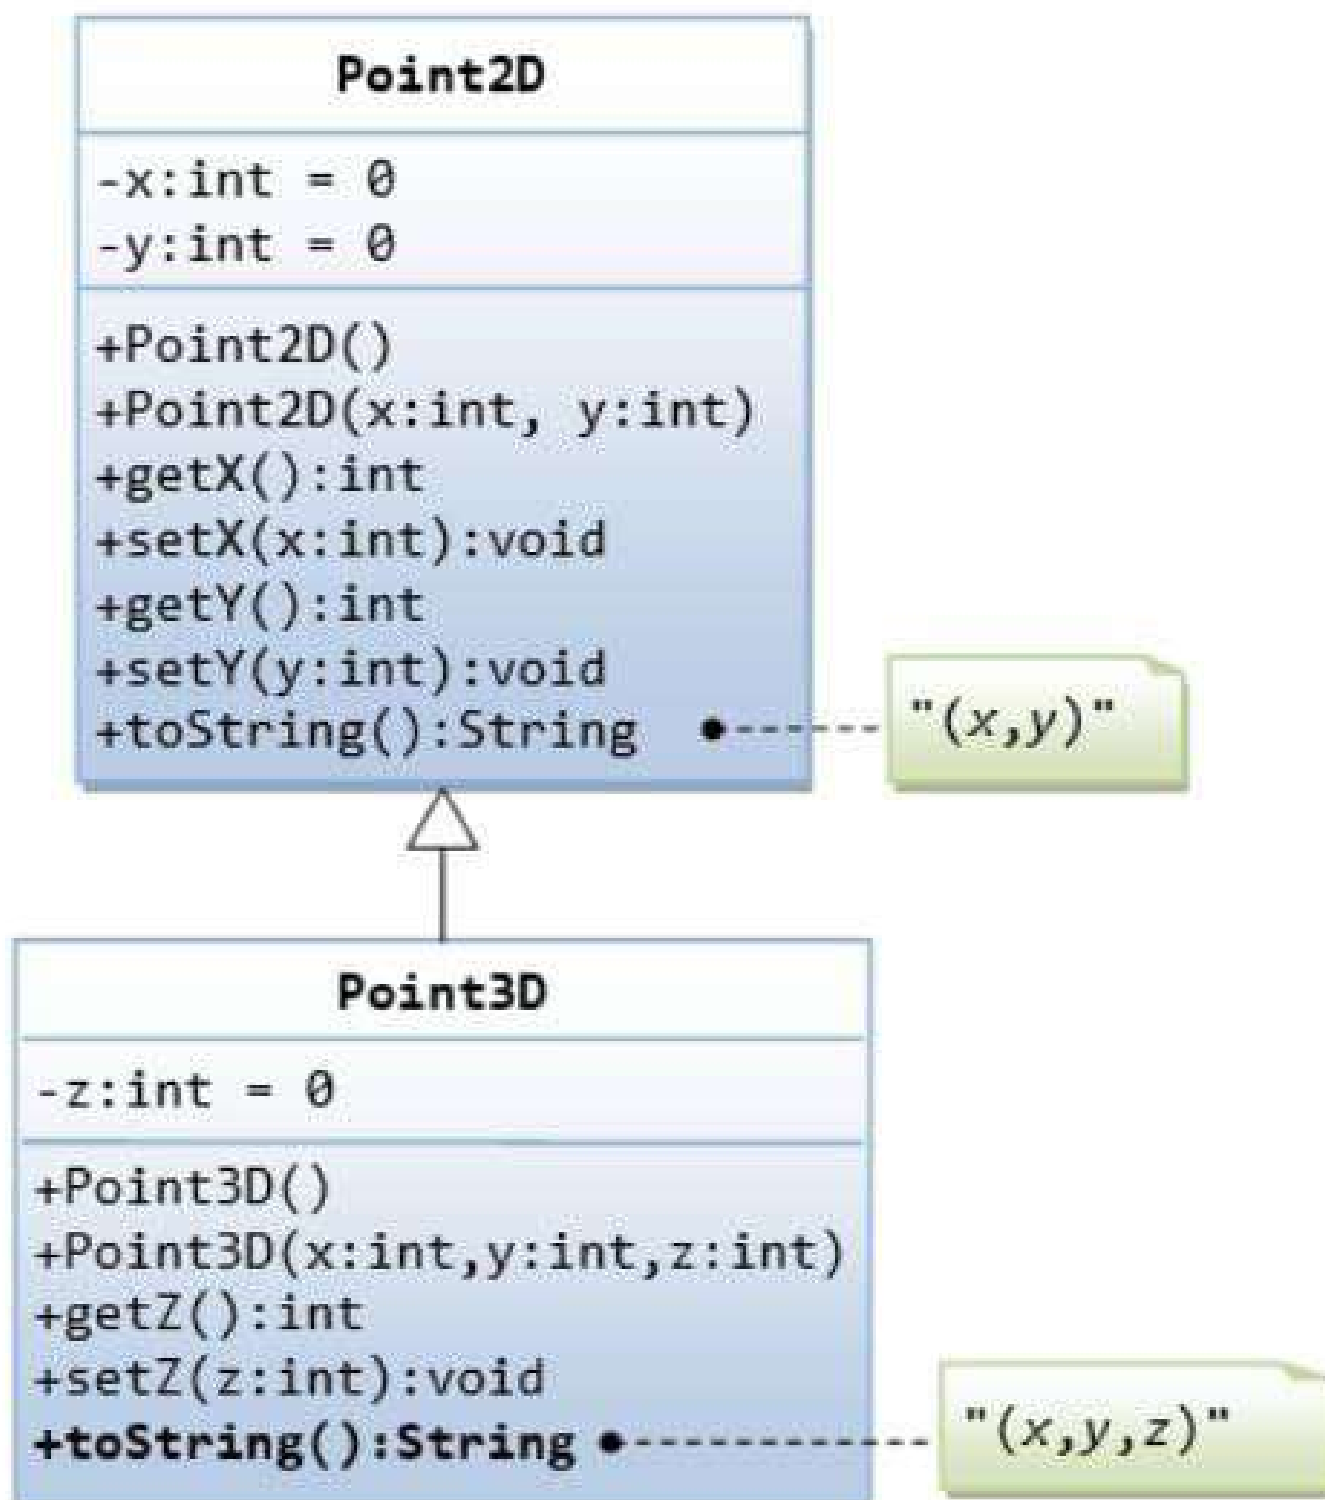 Point2D
-x:int = 0
-y:int = 0
+Point2D()
+Point2D(x:int, y:int)
+getX():int
+setX(x:int):void
+getY():int
+setY(y:int):void
+toString():String
"(x,y)"
Point3D
-z:int = 0
+Point3D()
+Point3D(x:int,y:int,z:int)
+getZ():int
+setZ(z:int):void
+toString():String
"(x,y,z)"